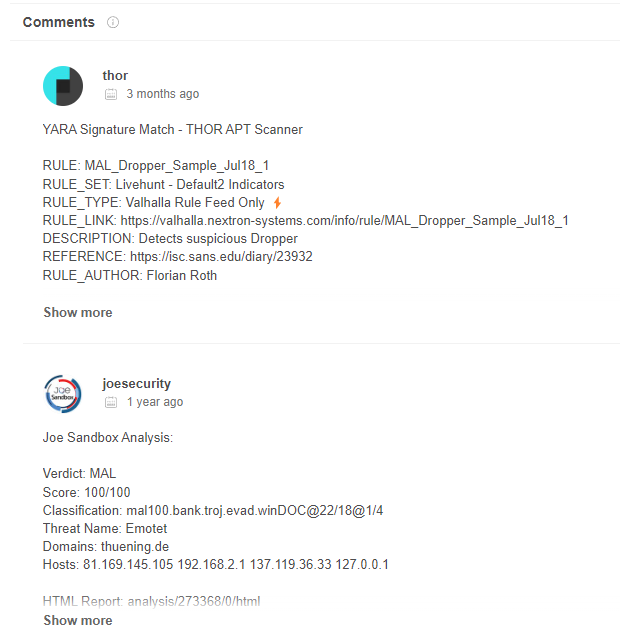 Comments
thor
3 months ago
YARA Signature Match - THOR APT Scanner
RULE: MAL_Dropper_Sample_Jul18_1
RULE_SET: Livehunt - Default2 Indicators
RULE_TYPE: Valhalla Rule Feed Only
RULE_LINK: https://valhalla.nextron-systems.com/info/rule/MAL_Dropper_Sample_Jul18_1
DESCRIPTION: Detects suspicious Dropper
REFERENCE: https://isc.sans.edu/diary/23932
RULE_AUTHOR: Florian Roth
Show more
Joe
Sandbox
joesecurity
1 year ago
Joe Sandbox Analysis:
Verdict: MAL
Score: 100/100
Classification: mal100.bank.troj.evad.winDOC@22/18@1/4
Threat Name: Emotet
Domains: thuening.de
Hosts: 81.169.145.105 192.168.2.1 137.119.36.33 127.0.0.1
HTML Report: analysis/273368/0/html
Show more